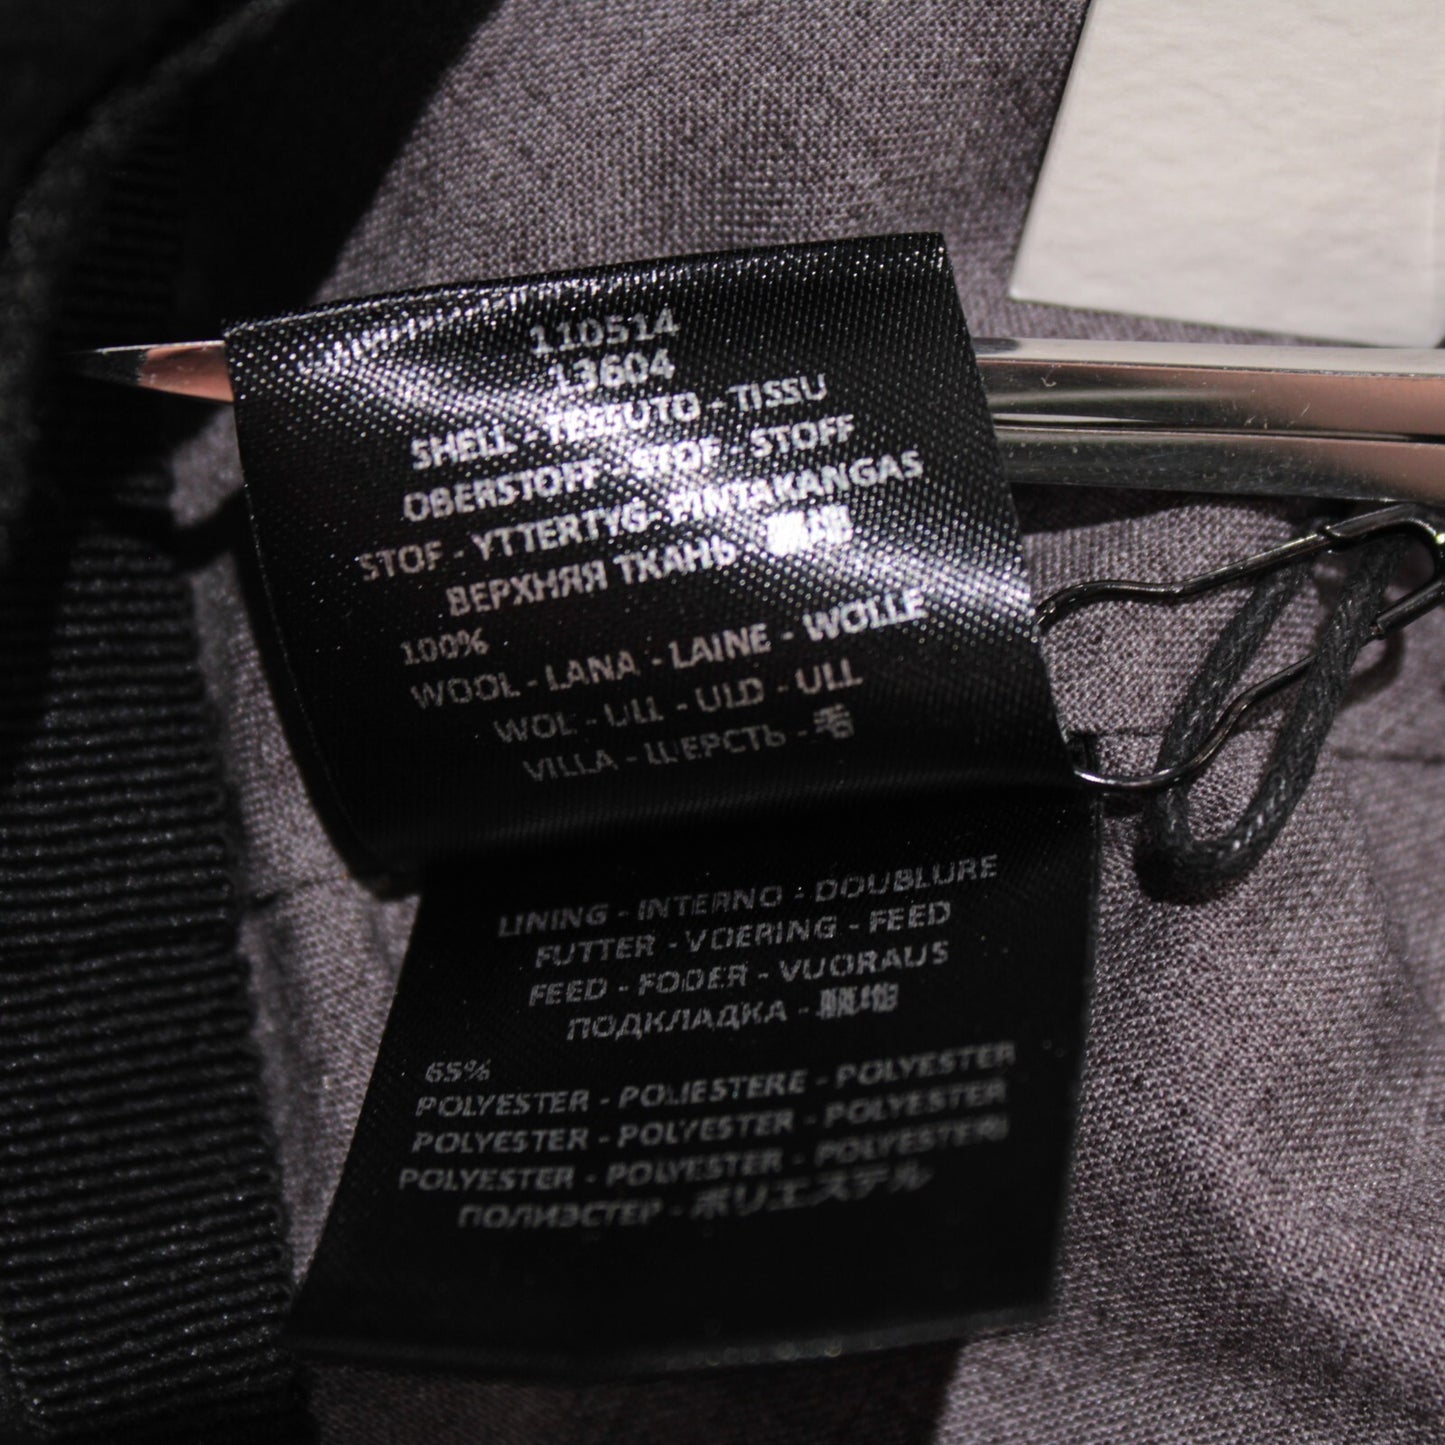 110514
13604
SHELL - TESSUTO - TISSU
OBERSTOFF - STOF - STOFF
STOF - YTTERTYG - PINTAKANGAS
ВЕРХНЯЯ ТКАНЬ -
100%
WOOL - LANA - LAINE - WOLLE
WOL - ULL - ULD - ULL
VILLA - ШЕРСТЬ - 毛
LINING - INTERNO - DOUBLURE
FUTTER - VOERING - FEED
FEED - FODER - VUORAUS
ПОДКЛАДКА -
65%
POLYESTER - POLIESTERE - POLYESTER
POLYESTER - POLYESTER - POLYESTER
POLYESTER - POLYESTER - POLYESTERI
ПОЛИЭСТЕР - ポリエステル